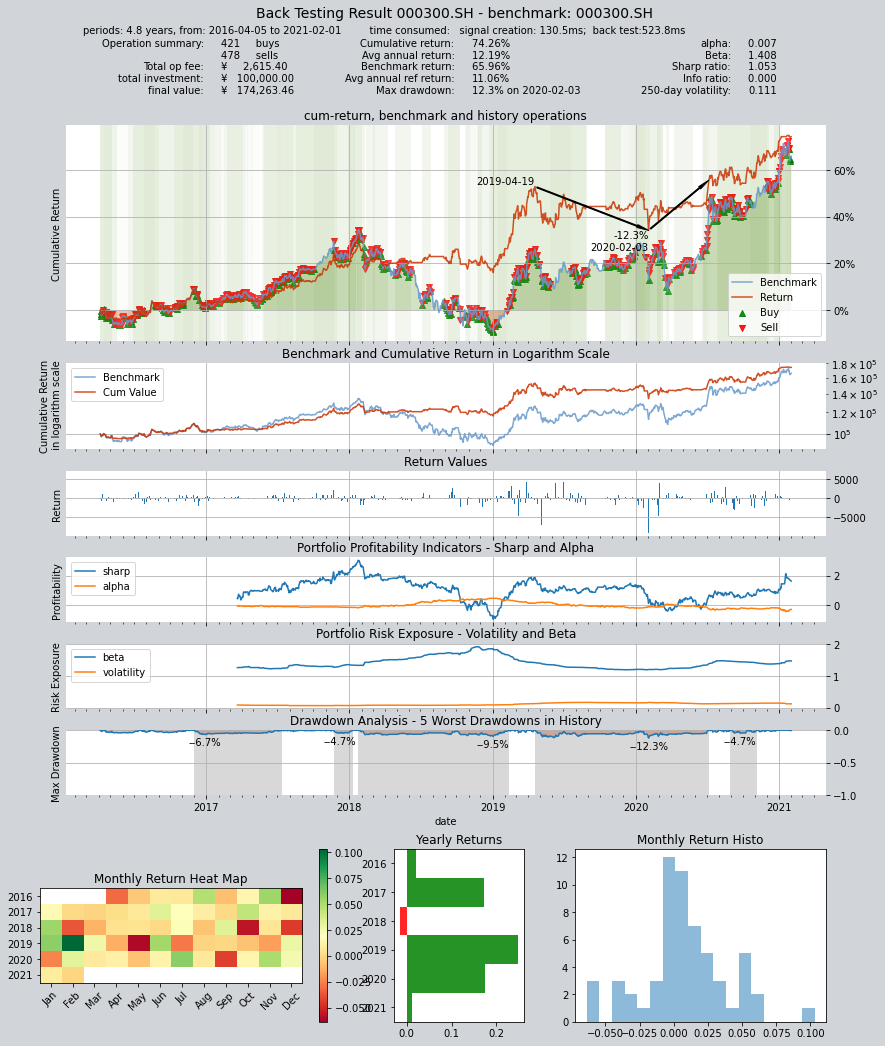 Back Testing Result 000300.SH - benchmark: 000300.SH
periods: 4.8 years, from: 2016-04-05 to 2021-02-01 time consumed: signal creation: 130.5ms; back test:523.8ms
Operation summary: 421 buys Cumulative return: 74.26% alpha: 0.007
478 sells Avg annual return: 12.19% Beta: 1.408
Total op fee: ¥ 2,615.40 Benchmark return: 65.96% Sharp ratio: 1.053
total investment: ¥ 100,000.00 Avg annual ref return: 11.06% Info ratio: 0.000
final value: ¥ 174,263.46 Max drawdown: 12.3% on 2020-02-03 250-day volatility: 0.111
cum-return, benchmark and history operations
Cumulative Return
2019-04-19
-12.3%
2020-02-03
60%
40%
20%
0%
Benchmark
Return
Buy
Sell
Benchmark and Cumulative Return in Logarithm Scale
Cumulative Return
in logarithm scale
Benchmark
Cum Value
1.8 × 10⁵
1.6 × 10⁵
1.4 × 10⁵
1.2 × 10⁵
10⁵
Return Values
Return
5000
0
−5000
Portfolio Profitability Indicators - Sharp and Alpha
Profitability
sharp
alpha
2
0
Portfolio Risk Exposure - Volatility and Beta
Risk Exposure
beta
volatility
2
1
0
Drawdown Analysis - 5 Worst Drawdowns in History
Max Drawdown
−6.7% −4.7% −9.5% −12.3% −4.7%
0.0
−0.5
−1.0
2017 2018 2019 2020 2021
date
Monthly Return Heat Map
2016
2017
2018
2019
2020
2021
Jan Feb Mar Apr May Jun Jul Aug Sep Oct Nov Dec
0.100
0.075
0.050
0.025
0.000
−0.025
−0.050
Yearly Returns
2016
2017
2018
2019
2020
2021
0.0 0.1 0.2
Monthly Return Histo
12
10
8
6
4
2
0
−0.050 −0.025 0.000 0.025 0.050 0.075 0.100